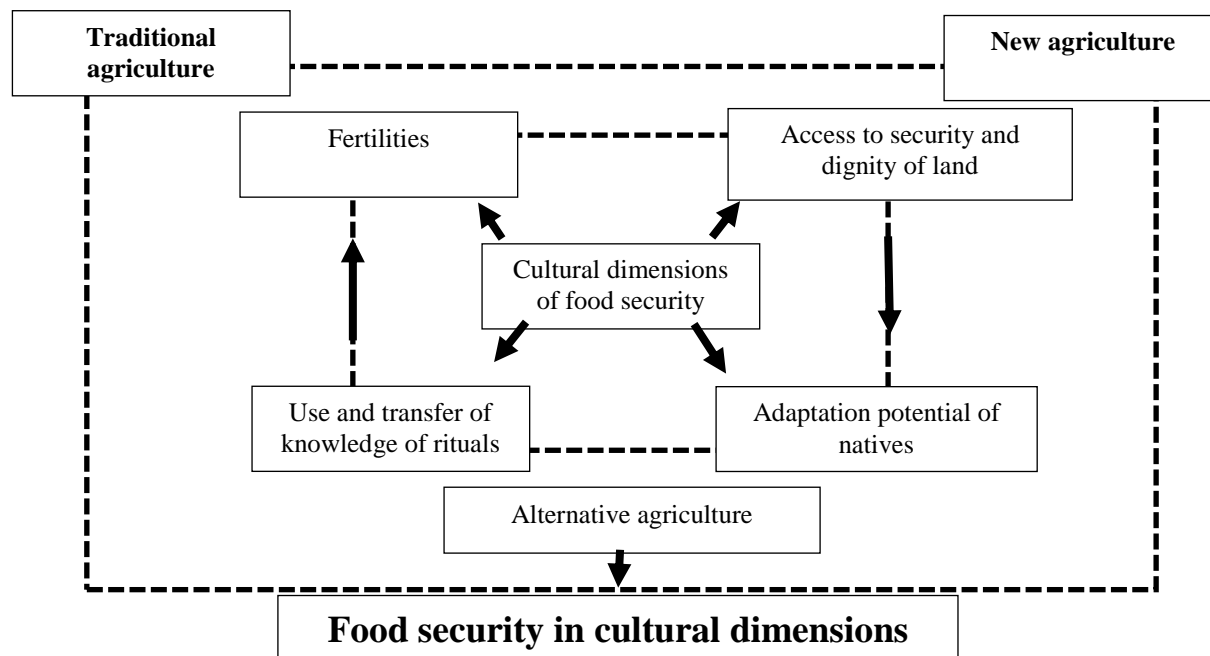 Traditional
agriculture
New agriculture
Fertilities
Access to security and
dignity of land
Cultural dimensions
of food security
Use and transfer of
knowledge of rituals
Adaptation potential of
natives
Alternative agriculture
Food security in cultural dimensions